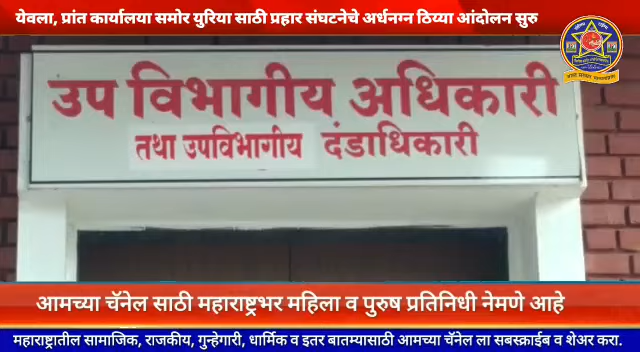 येवला, प्रांत कार्यालया समोर युरिया साठी प्रहार संघटनेचे अर्धनग्न ठिय्या आंदोलन सुरु
उप विभागीय अधिकारी
तथा उपविभागीय दंडाधिकारी
आमच्या चॅनेल साठी महाराष्ट्रभर महिला व पुरुष प्रतिनिधी नेमणे आहे
महाराष्ट्रातील सामाजिक, राजकीय, गुन्हेगारी, धार्मिक व इतर बातम्यासाठी आमच्या चॅनेल ला सबस्क्राईब व शेअर करा.